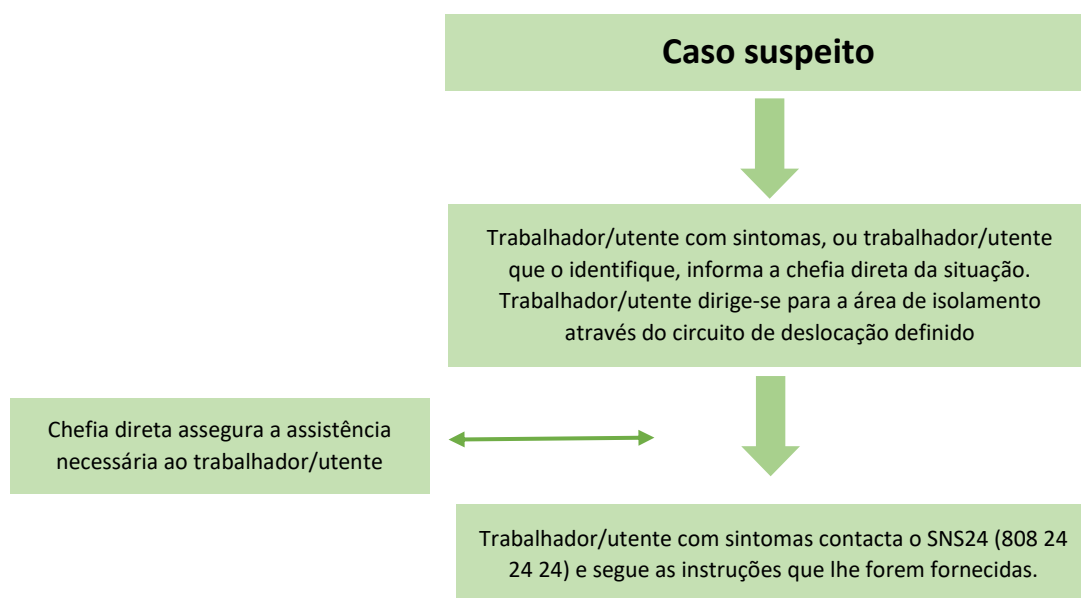 Caso suspeito
Trabalhador/utente com sintomas, ou trabalhador/utente
que o identifique, informa a chefia direta da situação.
Trabalhador/utente dirige-se para a área de isolamento
através do circuito de deslocação definido
Chefia direta assegura a assistência
necessária ao trabalhador/utente
Trabalhador/utente com sintomas contacta o SNS24 (808 24
24 24) e segue as instruções que lhe forem fornecidas.